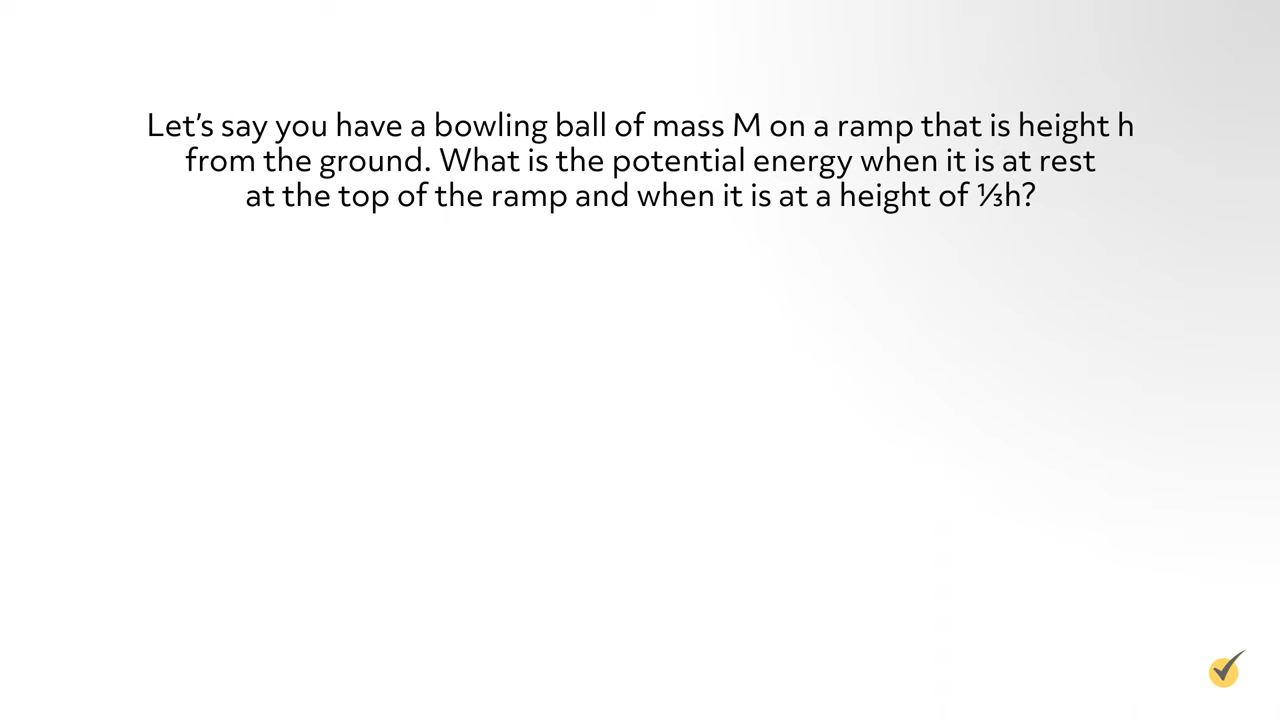 Let’s say you have a bowling ball of mass M on a ramp that is height h
from the ground. What is the potential energy when it is at rest
at the top of the ramp and when it is at a height of ⅓h?